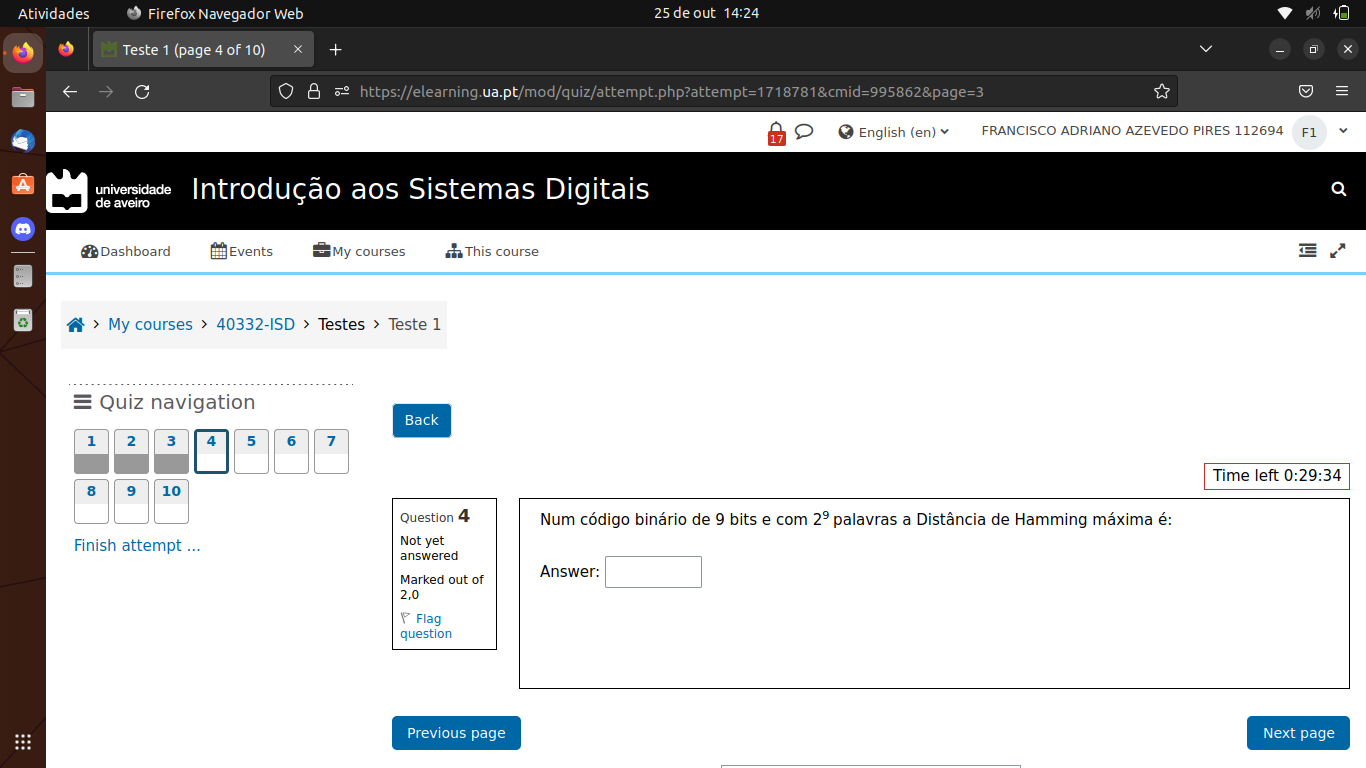 Atividades Firefox Navegador Web 25 de out 14:24
Teste 1 (page 4 of 10)
https://elearning.ua.pt/mod/quiz/attempt.php?attempt=1718781&cmid=995862&page=3
17 English (en) FRANCISCO ADRIANO AZEVEDO PIRES 112694 F1
universidade
de aveiro
Introdução aos Sistemas Digitais
Dashboard Events My courses This course
My courses > 40332-ISD > Testes > Teste 1
Quiz navigation
1 2 3 4 5 6 7
8 9 10
Finish attempt ...
Back
Time left 0:29:34
Question 4
Not yet
answered
Marked out of
2,0
Flag
question
Num código binário de 9 bits e com 2⁹ palavras a Distância de Hamming máxima é:
Answer:
Previous page Next page